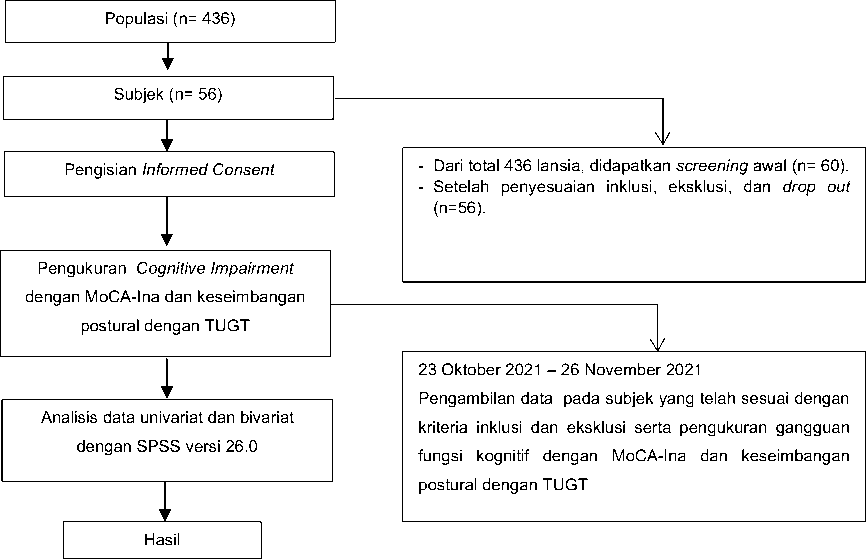 Populasi (n= 436)
Subjek (n= 56)
Pengisian Informed Consent
- Dari total 436 lansia, didapatkan screening awal (n= 60).
- Setelah penyesuaian inklusi, eksklusi, dan drop out
(n=56).
Pengukuran Cognitive Impairment
dengan MoCA-Ina dan keseimbangan
postural dengan TUGT
23 Oktober 2021 – 26 November 2021
Pengambilan data pada subjek yang telah sesuai dengan
kriteria inklusi dan eksklusi serta pengukuran gangguan
fungsi kognitif dengan MoCA-Ina dan keseimbangan
postural dengan TUGT
Analisis data univariat dan bivariat
dengan SPSS versi 26.0
Hasil